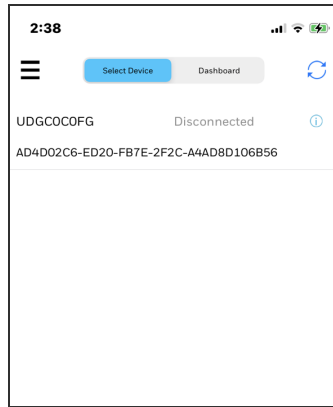 2:38
Select Device Dashboard
UDGC0C0FG Disconnected
AD4D02C6-ED20-FB7E-2F2C-A4AD8D106B56